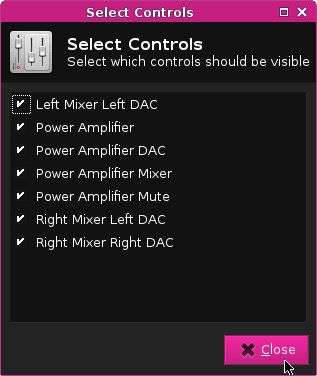 Select Controls
Select Controls
Select which controls should be visible
Left Mixer Left DAC
Power Amplifier
Power Amplifier DAC
Power Amplifier Mixer
Power Amplifier Mute
Right Mixer Left DAC
Right Mixer Right DAC
Close